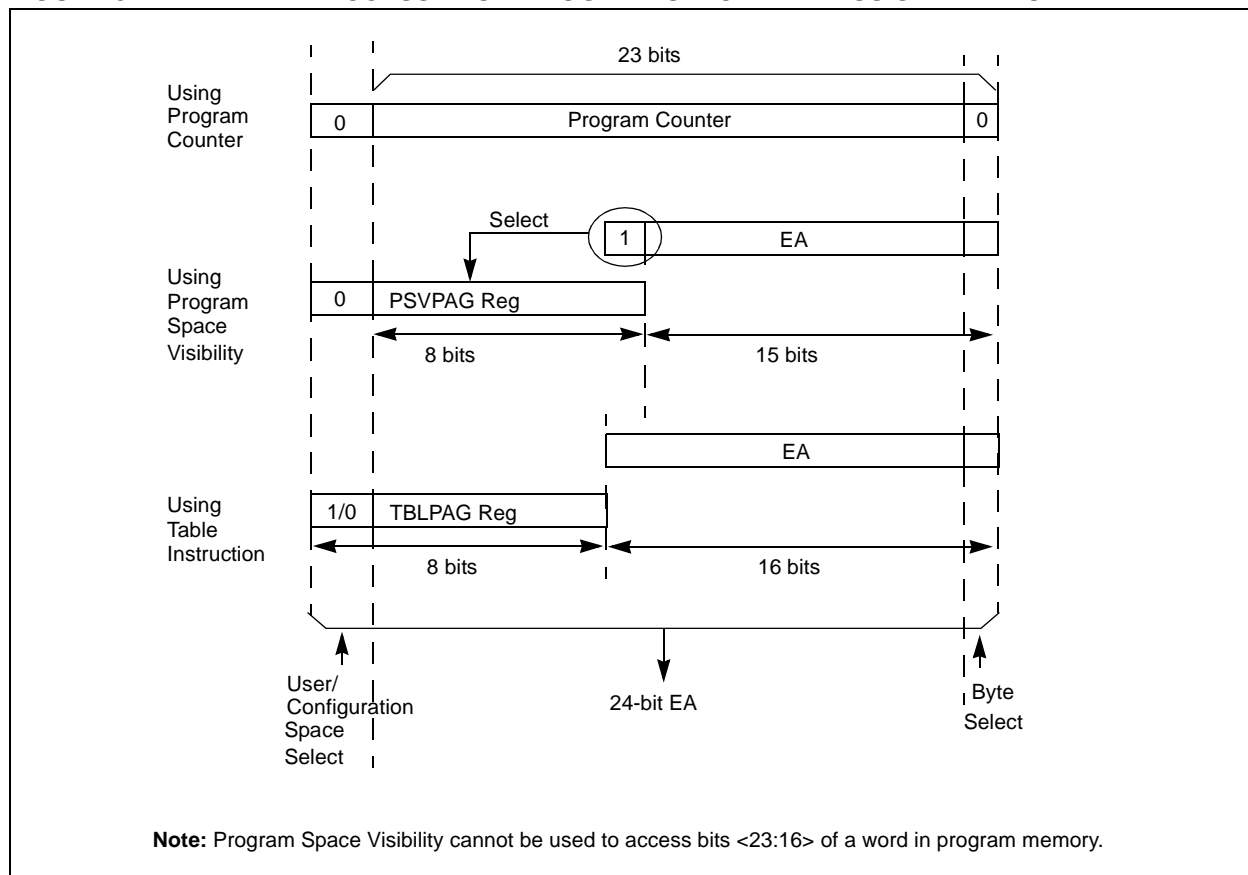 23 bits
Using
Program
Counter
0
Program Counter
0
Select
1
EA
Using
Program
Space
Visibility
0
PSVPAG Reg
8 bits
15 bits
EA
Using
Table
Instruction
1/0
TBLPAG Reg
8 bits
16 bits
User/
Configuration
Space
Select
24-bit EA
Byte
Select
Note: Program Space Visibility cannot be used to access bits <23:16> of a word in program memory.